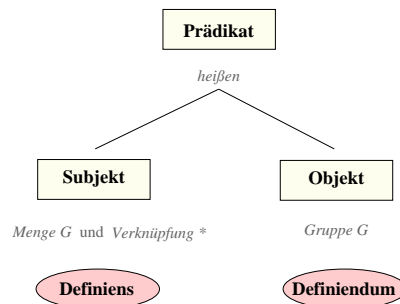 Prädikat
heißen
Subjekt
Objekt
Menge G und Verknüpfung *
Gruppe G
Definiens
Definiendum